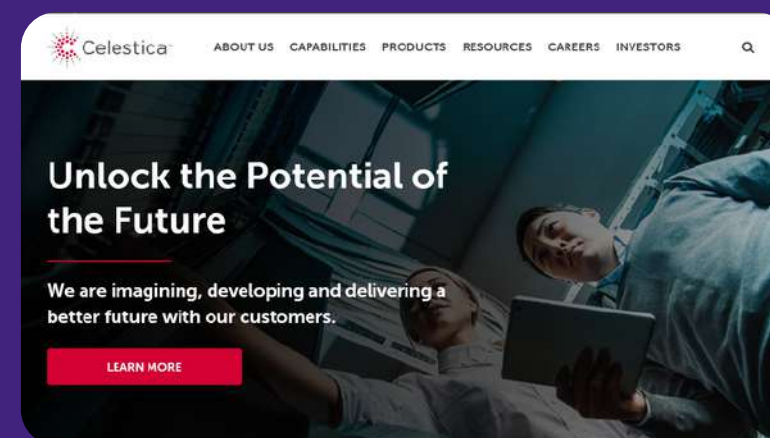 Celestica
ABOUT US CAPABILITIES PRODUCTS RESOURCES CAREERS INVESTORS
Unlock the Potential of
the Future
We are imagining, developing and delivering a
better future with our customers.
LEARN MORE